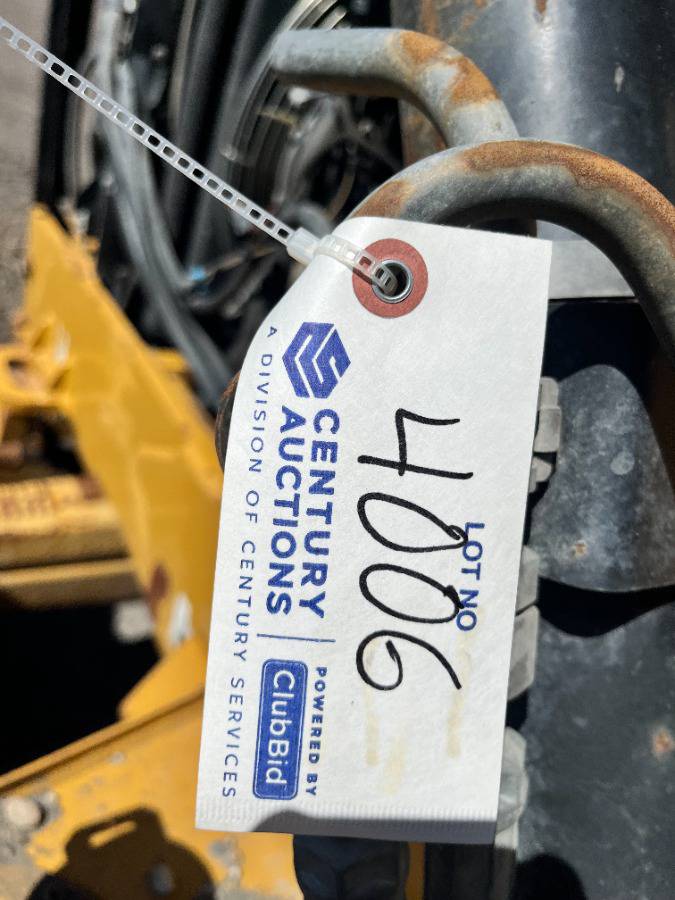 LOT NO
4006
CENTURY
AUCTIONS
A DIVISION OF CENTURY SERVICES
POWERED BY
ClubBid